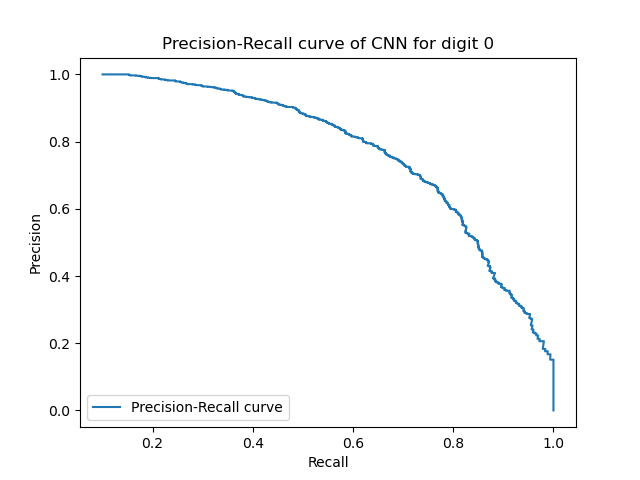 Precision-Recall curve of CNN for digit 0
1.0
0.8
0.6
0.4
0.2
0.0
Precision
Precision-Recall curve
0.2 0.4 0.6 0.8 1.0
Recall